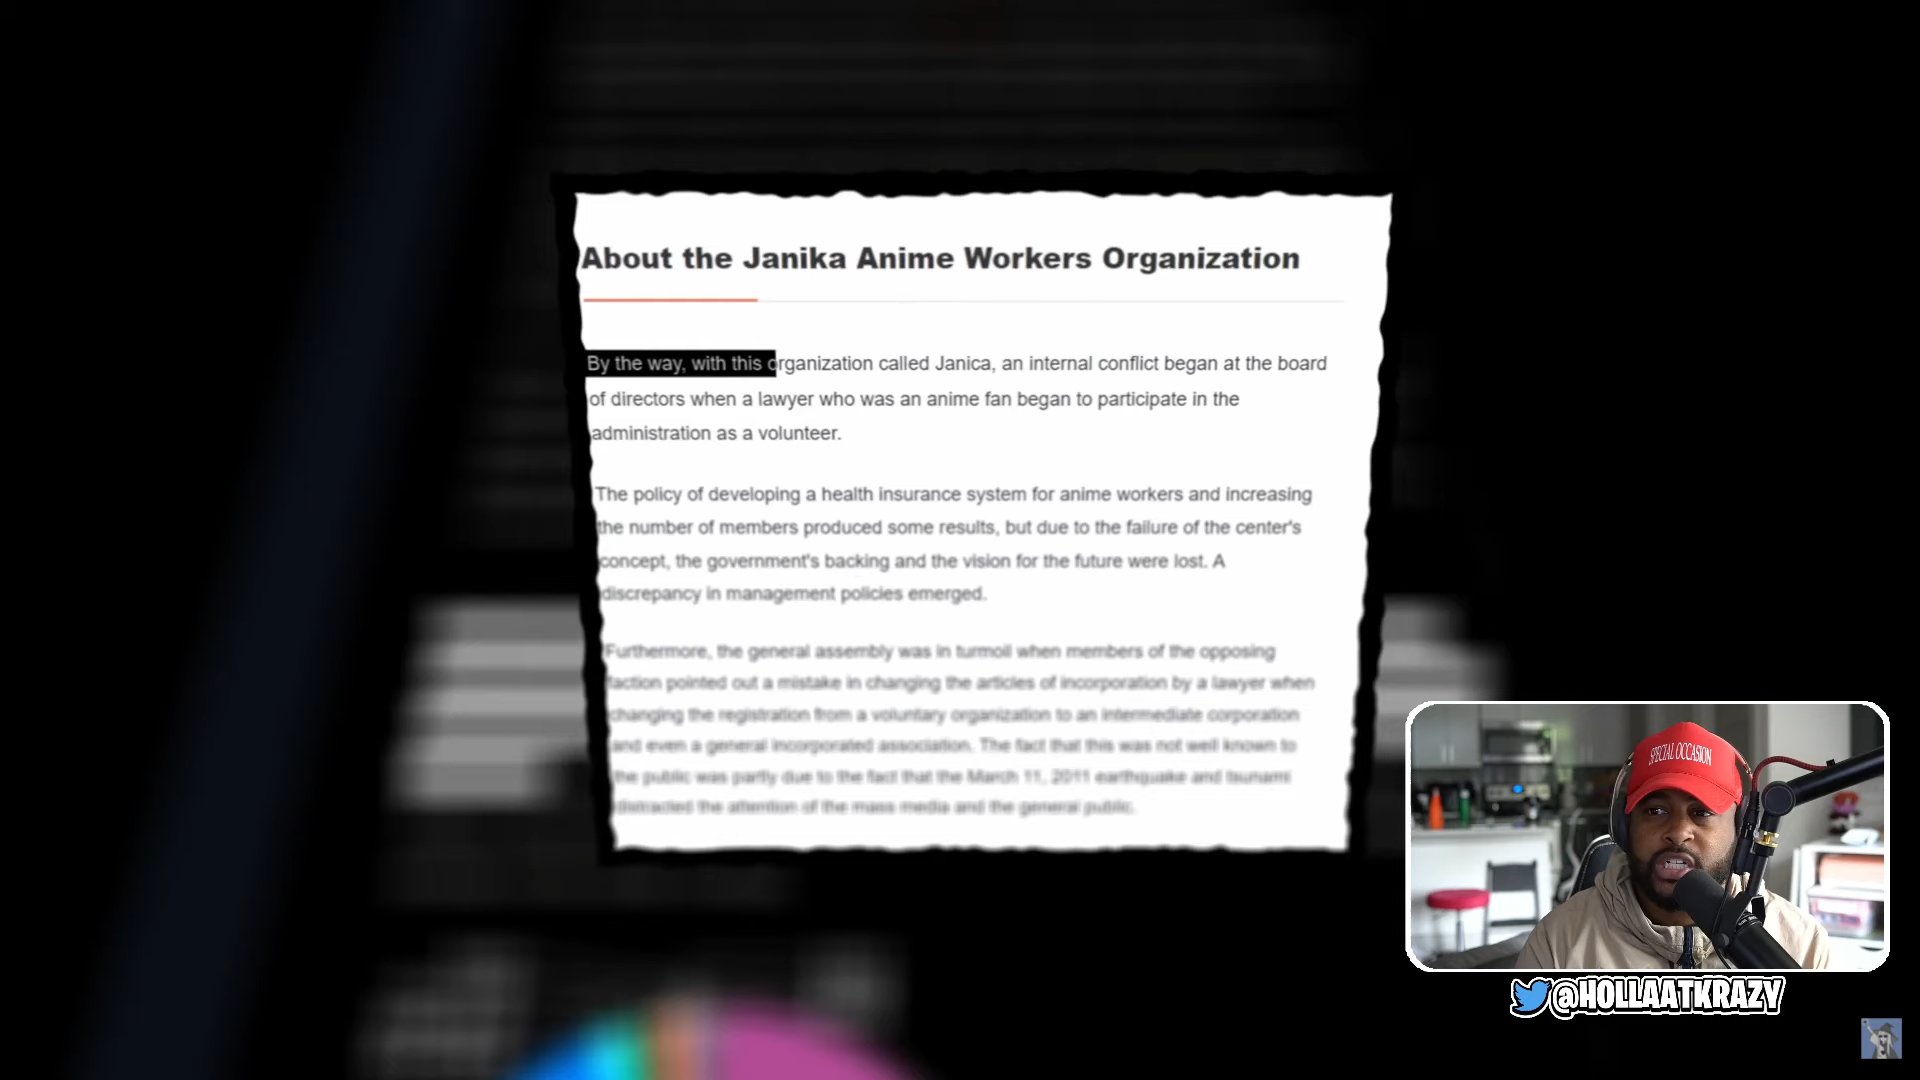 About the Janika Anime Workers Organization
By the way, with this organization called Janica, an internal conflict began at the board
of directors when a lawyer who was an anime fan began to participate in the
administration as a volunteer.
The policy of developing a health insurance system for anime workers and increasing
the number of members produced some results, but due to the failure of the center's
concept, the government's backing and the vision for the future were lost. A
discrepancy in management policies emerged.
Furthermore, the general assembly was in turmoil when members of the opposing
faction pointed out a mistake in changing the articles of incorporation by a lawyer when
changing the registration from a voluntary organization to an intermediate corporation
and even a general incorporated association. The fact that this was not well known to
the public was partly due to the fact that the March 11, 2011 earthquake and tsunami
distracted the attention of the mass media and the general public.
SPECIAL OCCASION
@HOLLAATKRAZY